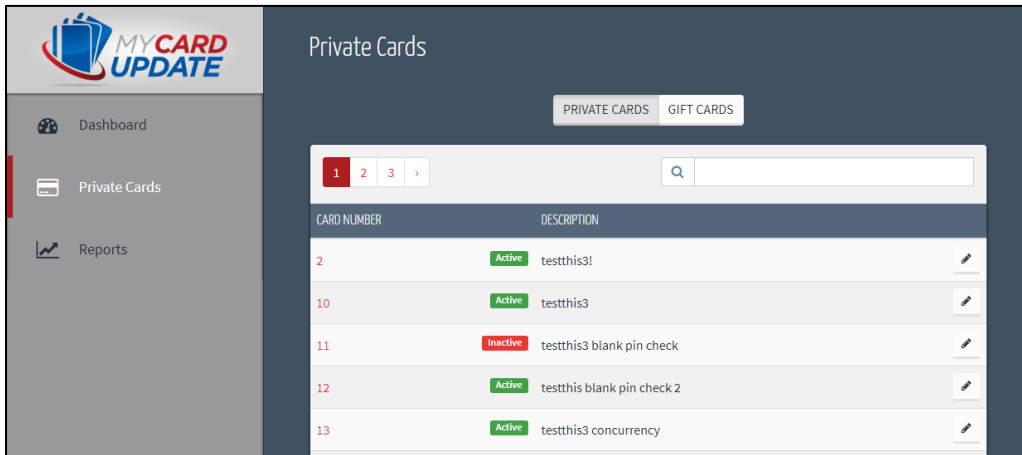 MYCARD
UPDATE
Dashboard
Private Cards
Reports
Private Cards
PRIVATE CARDS GIFT CARDS
1 2 3 ›
CARD NUMBER DESCRIPTION
2 Active testthis3!
10 Active testthis3
11 Inactive testthis3 blank pin check
12 Active testthis blank pin check 2
13 Active testthis3 concurrency